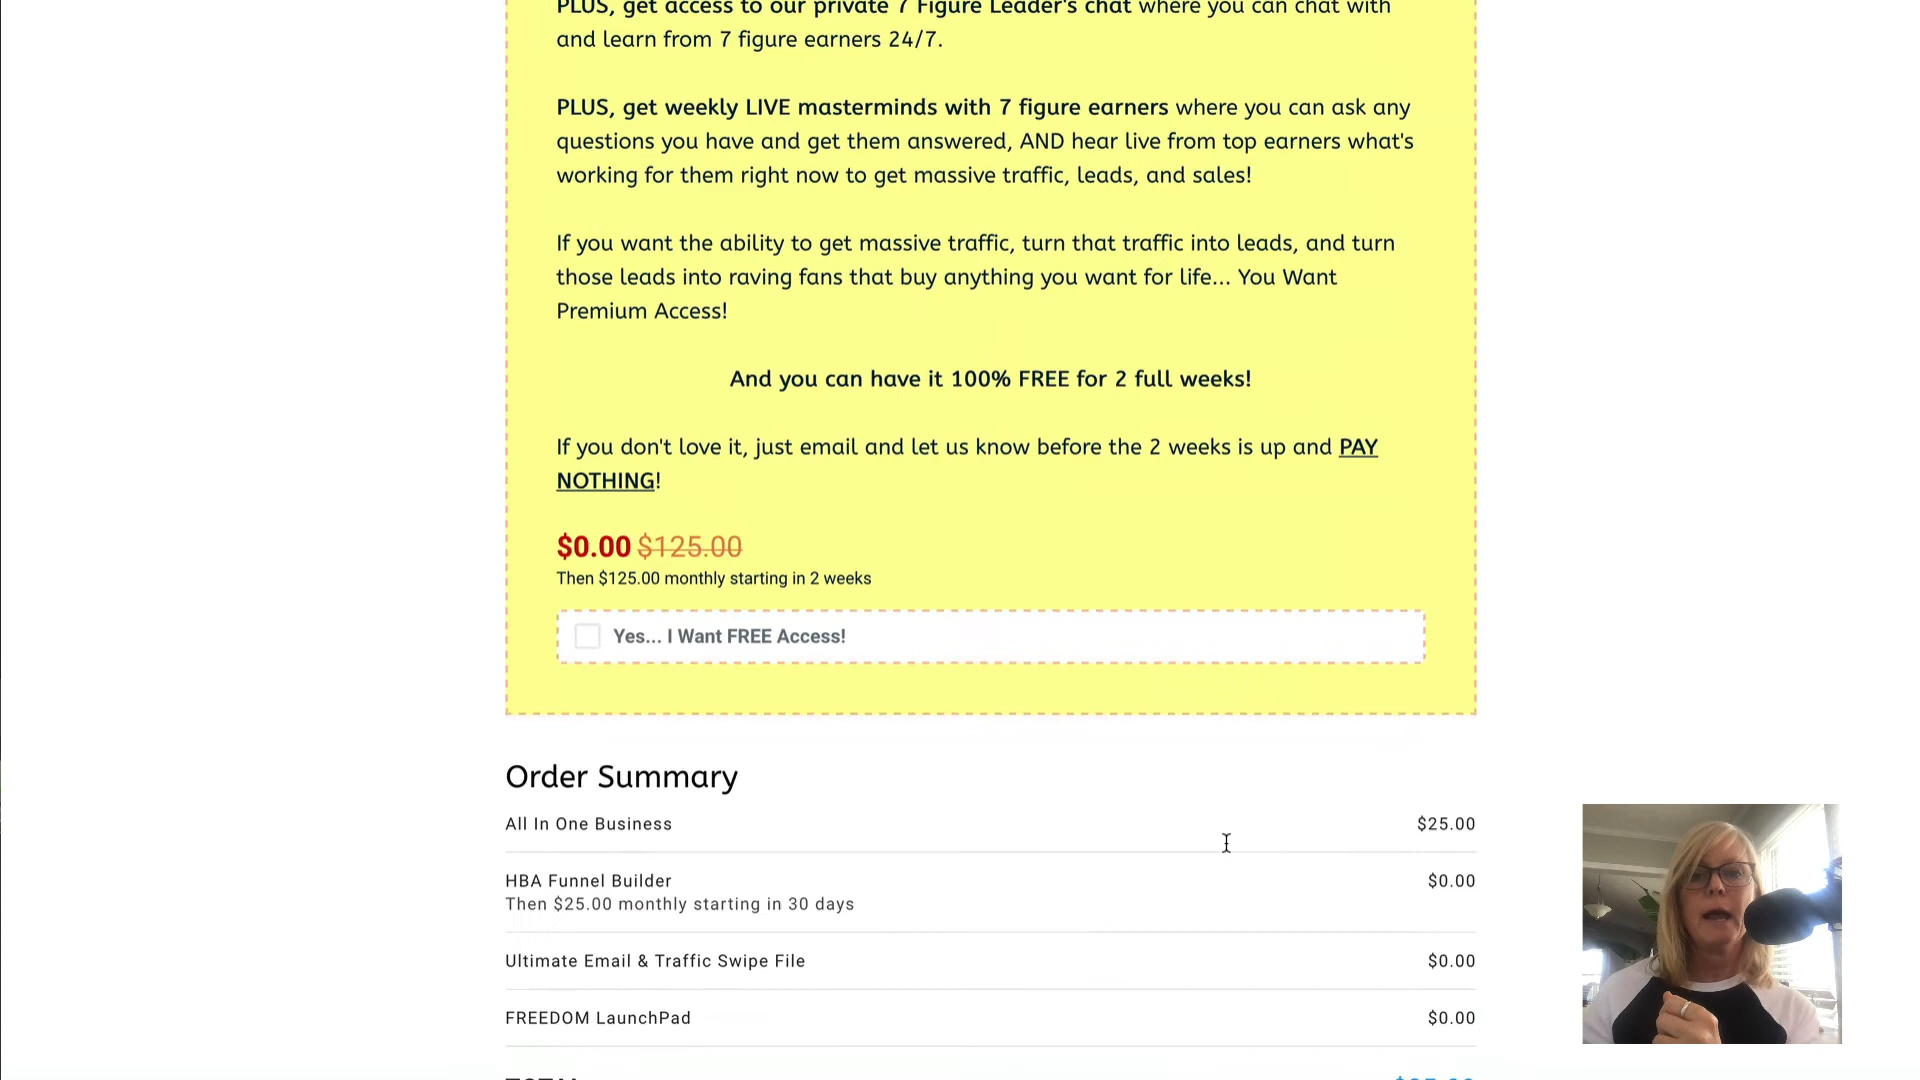 PLUS, get access to our private 7 Figure Leader's chat where you can chat with
and learn from 7 figure earners 24/7.
PLUS, get weekly LIVE masterminds with 7 figure earners where you can ask any
questions you have and get them answered, AND hear live from top earners what's
working for them right now to get massive traffic, leads, and sales!
If you want the ability to get massive traffic, turn that traffic into leads, and turn
those leads into raving fans that buy anything you want for life... You Want
Premium Access!
And you can have it 100% FREE for 2 full weeks!
If you don't love it, just email and let us know before the 2 weeks is up and PAY
NOTHING!
$0.00 $125.00
Then $125.00 monthly starting in 2 weeks
Yes... I Want FREE Access!
Order Summary
All In One Business $25.00
HBA Funnel Builder $0.00
Then $25.00 monthly starting in 30 days
Ultimate Email & Traffic Swipe File $0.00
FREEDOM LaunchPad $0.00